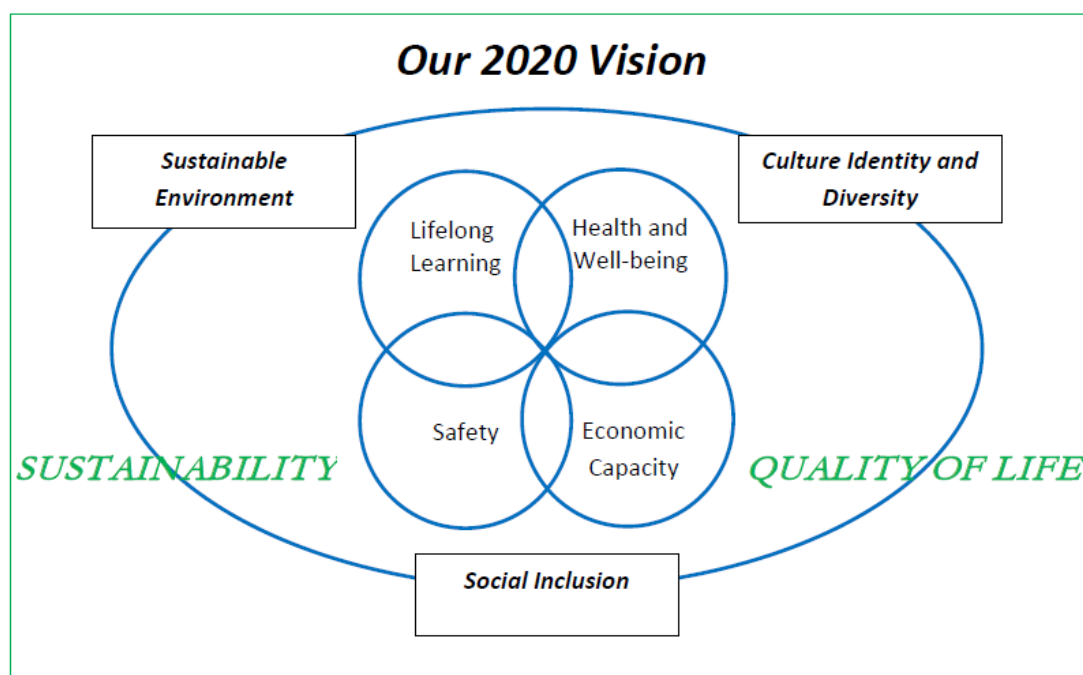 Our 2020 Vision
Sustainable
Environment
Culture Identity and
Diversity
Lifelong
Learning
Health and
Well-being
Safety
Economic
Capacity
SUSTAINABILITY
QUALITY OF LIFE
Social Inclusion